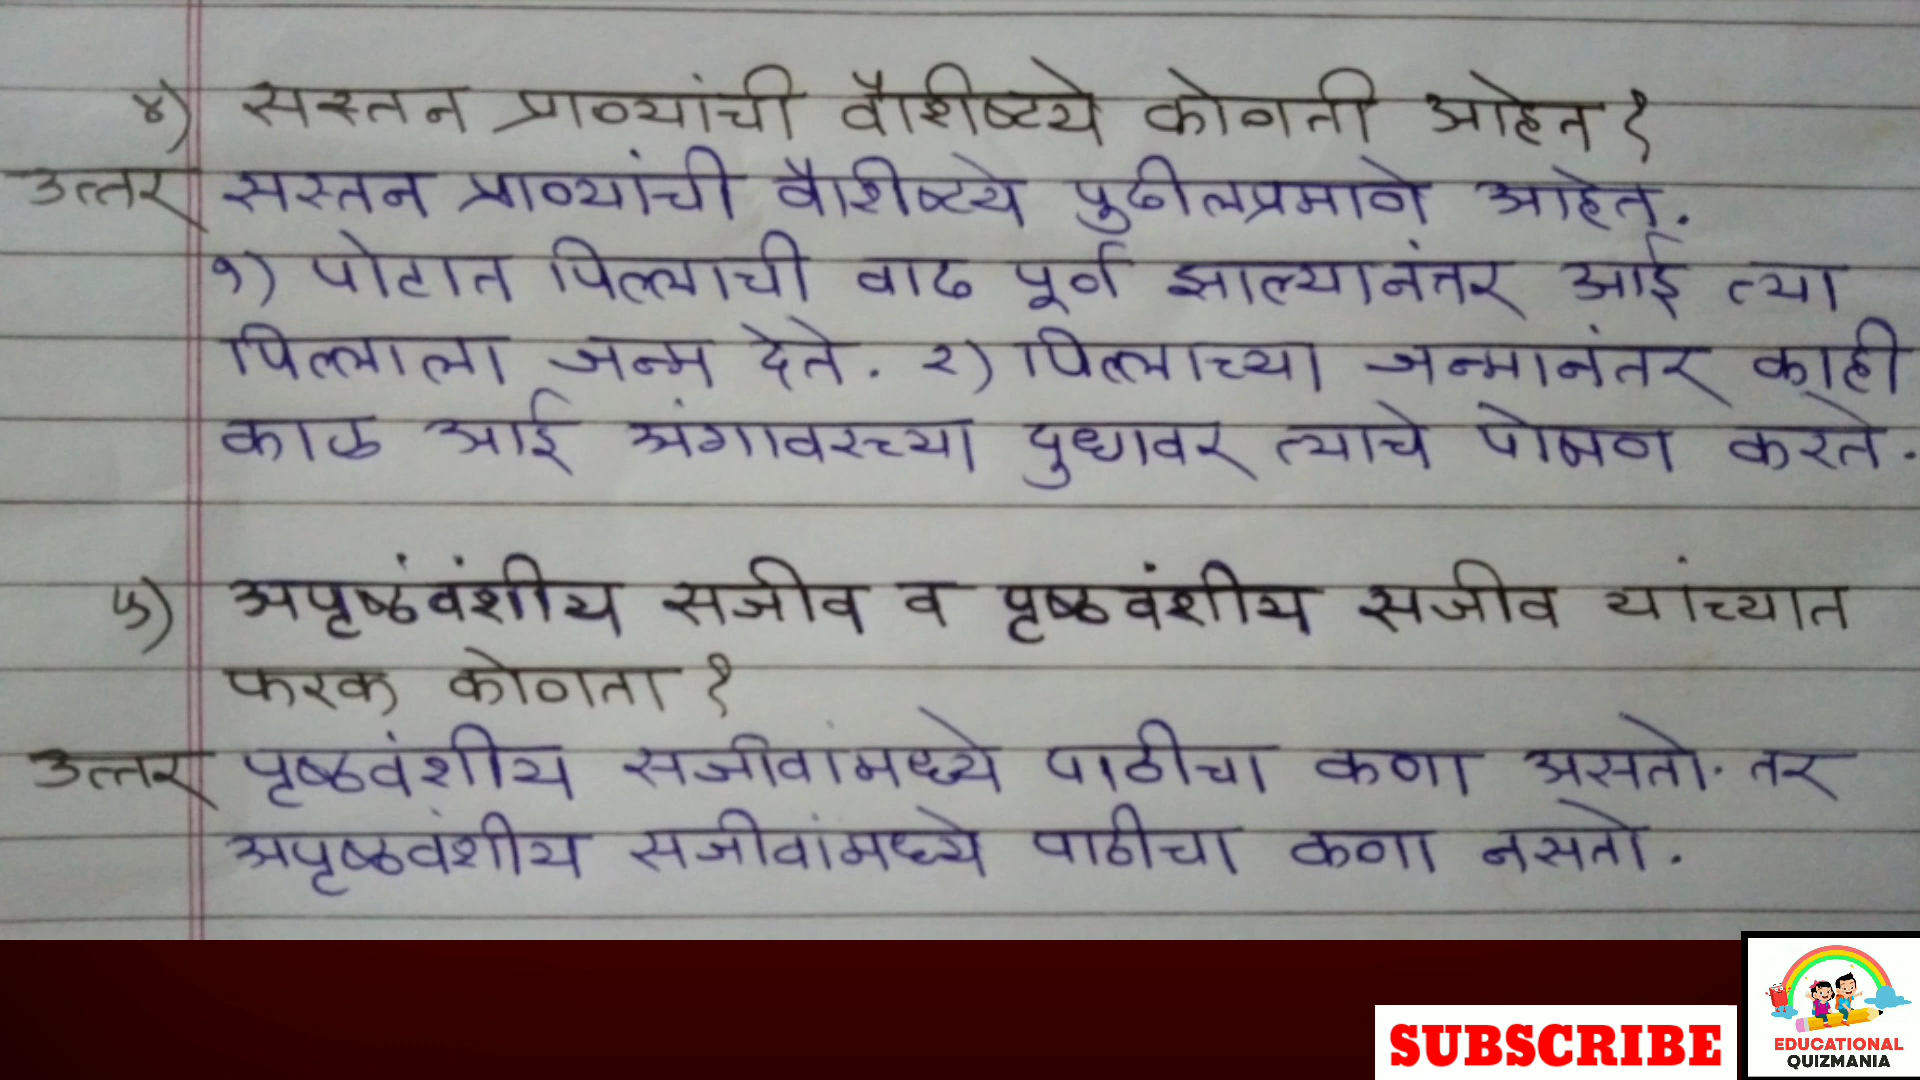 ४) सस्तन प्राण्यांची वैशीष्ट्ये कोणती आहेत?
उत्तर सस्तन प्राण्यांची वैशीष्ट्ये पुढीलप्रमाणे आहेत.
१) पोटात पिल्लाची वाढ पूर्ण झाल्यानंतर आई त्या
पिल्लाला जन्म देते. २) पिल्लाच्या जन्मानंतर काही
काळ आई अंगावरच्या दुधावर त्याचे पोषण करते.
५) अपृष्ठंवंशीय सजीव व पृष्ठवंशीय सजीव यांच्यात
फरक कोणता?
उत्तर पृष्ठवंशीय सजीवांमध्ये पाठीचा कणा असतो. तर
अपृष्ठवंशीय सजीवांमध्ये पाठीचा कणा नसतो.
SUBSCRIBE
EDUCATIONAL
QUIZMANIA